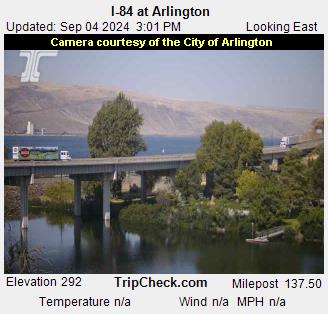 I-84 at Arlington
Updated: Sep 04 2024 3:01 PM Looking East
Camera courtesy of the City of Arlington
Elevation 292 TripCheck.com Milepost 137.50
Temperature n/a Wind n/a MPH n/a